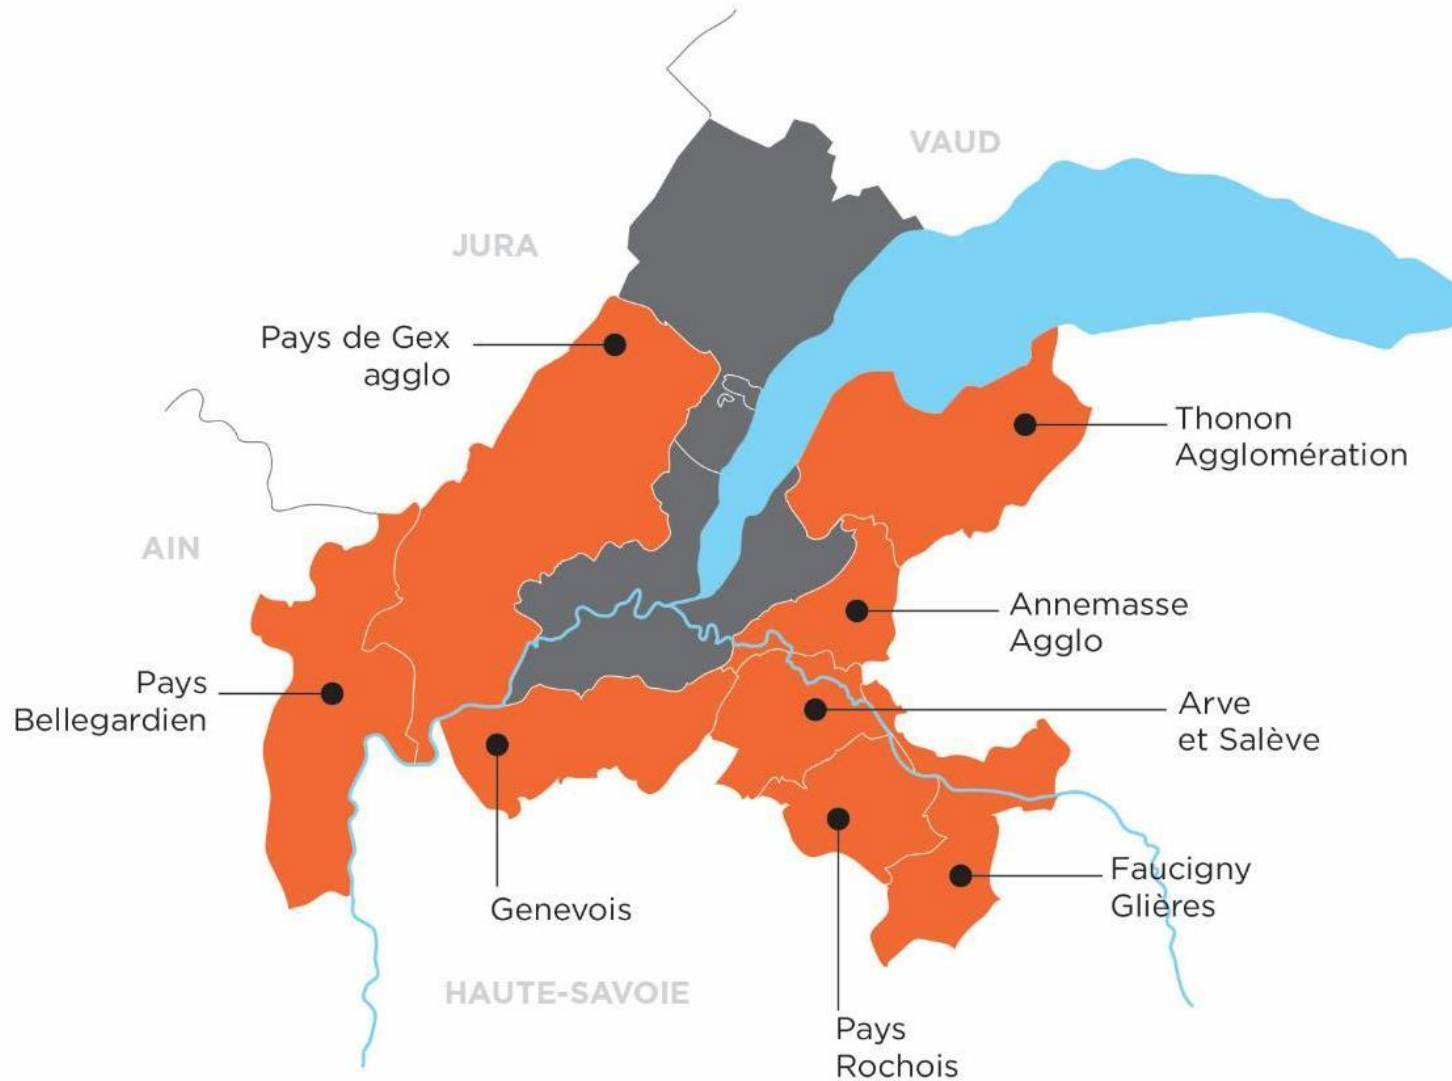 VAUD
JURA
Pays de Gex
agglo
Thonon
Agglomération
AIN
Annemasse
Agglo
Pays
Bellegardien
Arve
et Salève
Faucigny
Glières
Genevois
HAUTE-SAVOIE
Pays
Rochois